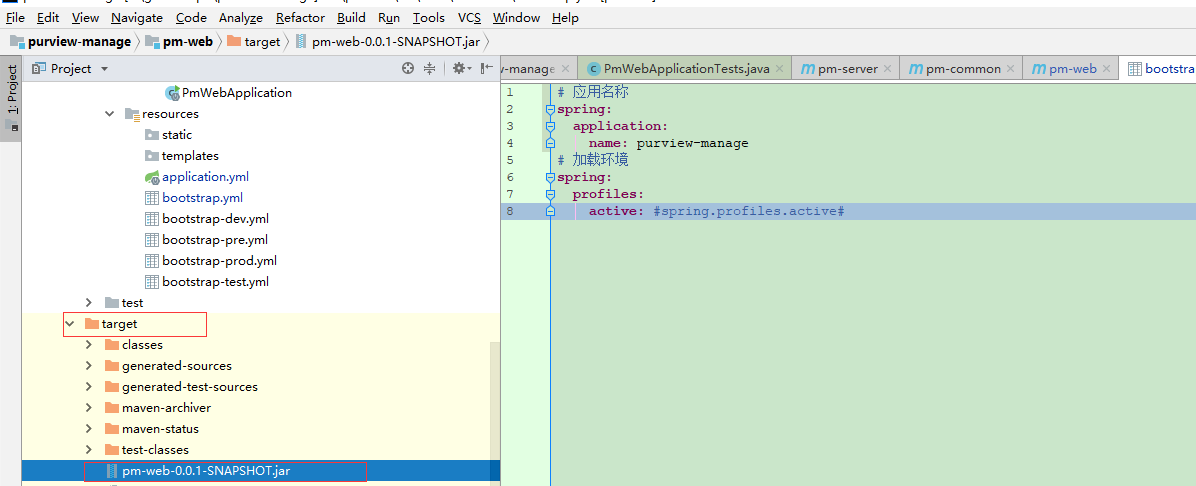 File Edit View Navigate Code Analyze Refactor Build Run Tools VCS Window Help
purview-manage pm-web target pm-web-0.0.1-SNAPSHOT.jar
1: Project
Project
PmWebApplication
resources
static
templates
application.yml
bootstrap.yml
bootstrap-dev.yml
bootstrap-pre.yml
bootstrap-prod.yml
bootstrap-test.yml
test
target
classes
generated-sources
generated-test-sources
maven-archiver
maven-status
test-classes
pm-web-0.0.1-SNAPSHOT.jar
v-manage PmWebApplicationTests.java pm-server pm-common pm-web bootstra
1 # 应用名称
2 spring:
3 application:
4 name: purview-manage
5 # 加载环境
6 spring:
7 profiles:
8 active: #spring.profiles.active#